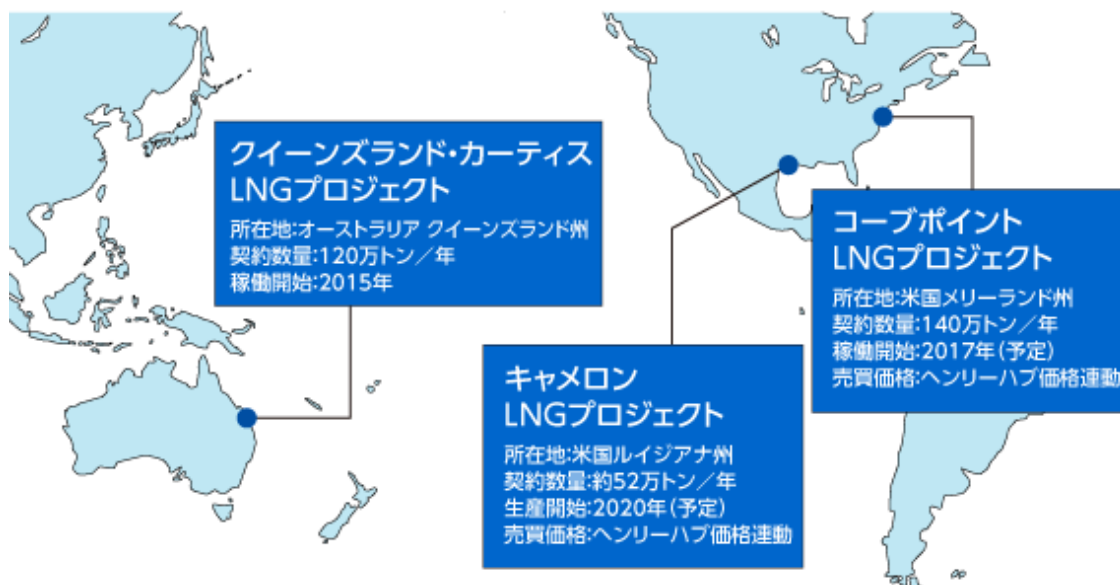 クイーンズランド・カーティス
LNGプロジェクト
所在地:オーストラリア クイーンズランド州
契約数量:120万トン／年
稼働開始:2015年
コーブポイント
LNGプロジェクト
所在地:米国メリーランド州
契約数量:140万トン／年
稼働開始:2017年(予定)
売買価格:ヘンリーハブ価格連動
キャメロン
LNGプロジェクト
所在地:米国ルイジアナ州
契約数量:約52万トン／年
生産開始:2020年(予定)
売買価格:ヘンリーハブ価格連動